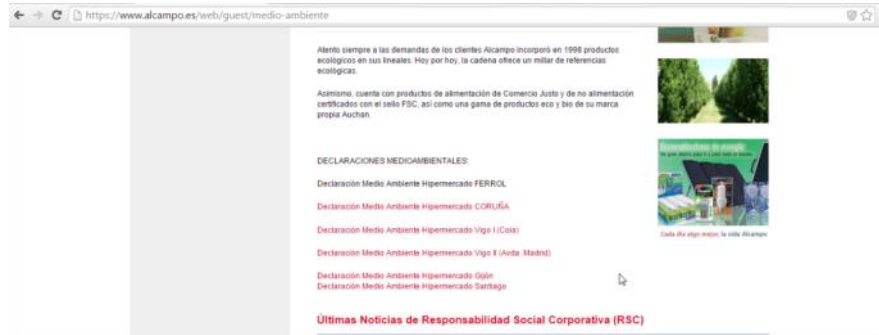 https://www.alcampo.es/web/guest/medio-ambiente
Atento siempre a las demandas de los clientes Alcampo incorporó en 1998 productos
ecológicos en sus lineales. Hoy por hoy, la cadena ofrece un millar de referencias
ecológicas.
Asimismo, cuenta con productos de alimentación de Comercio Justo y de no alimentación
certificados con el sello FSC, así como una gama de productos eco y bio de su marca
propia Auchan.
DECLARACIONES MEDIOAMBIENTALES:
Declaración Medio Ambiente Hipermercado FERROL
Declaración Medio Ambiente Hipermercado CORUÑA
Declaración Medio Ambiente Hipermercado Vigo I (Coia)
Declaración Medio Ambiente Hipermercado Vigo II (Avda. Madrid)
Declaración Medio Ambiente Hipermercado Gijón
Declaración Medio Ambiente Hipermercado Santiago
Cada día algo mejor, la vida Alcampo
Últimas Noticias de Responsabilidad Social Corporativa (RSC)